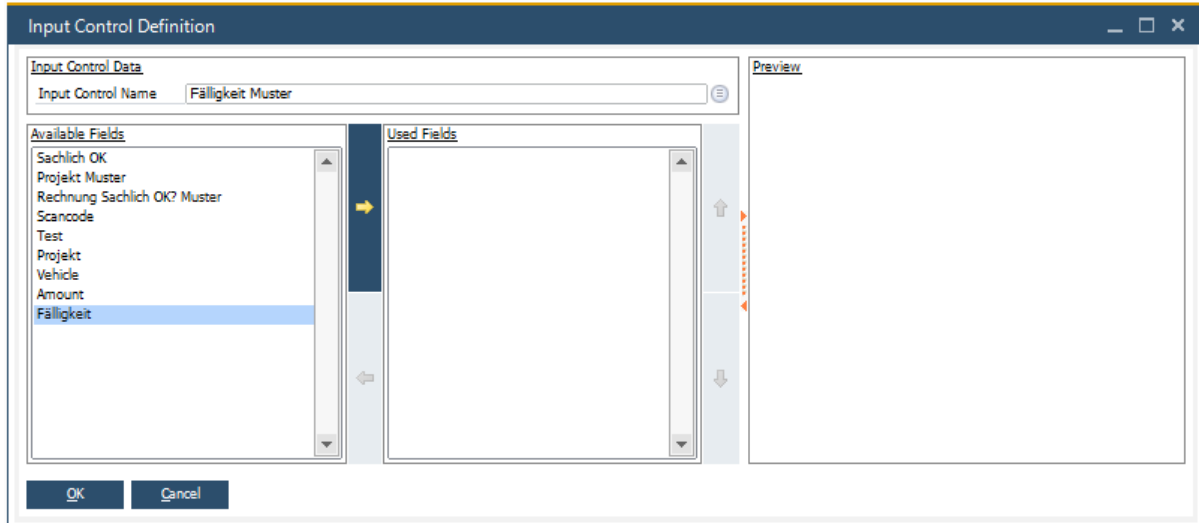 Input Control Definition
Input Control Data
Input Control Name Fälligkeit Muster
Available Fields
Sachlich OK
Projekt Muster
Rechnung Sachlich OK? Muster
Scancode
Test
Projekt
Vehicle
Amount
Fälligkeit
Used Fields
Preview
OK Cancel